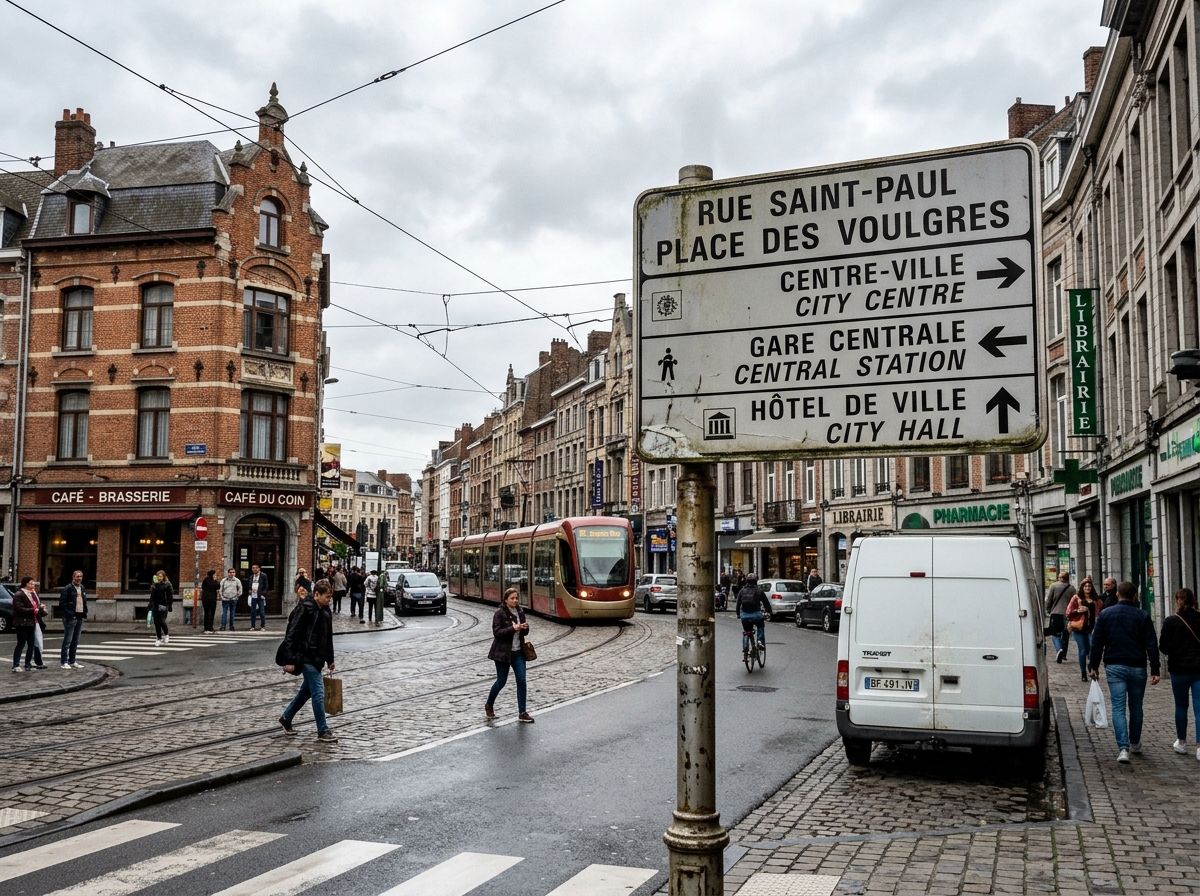 RUE SAINT-PAUL
PLACE DES VOULGRES
CENTRE-VILLE
CITY CENTRE
GARE CENTRALE
CENTRAL STATION
HÔTEL DE VILLE
CITY HALL
CAFÉ - BRASSERIE
CAFÉ DU COIN
LIBRAIRIE
LIBRAIRIE
PHARMACIE
TRANSIT
BF 491 IV